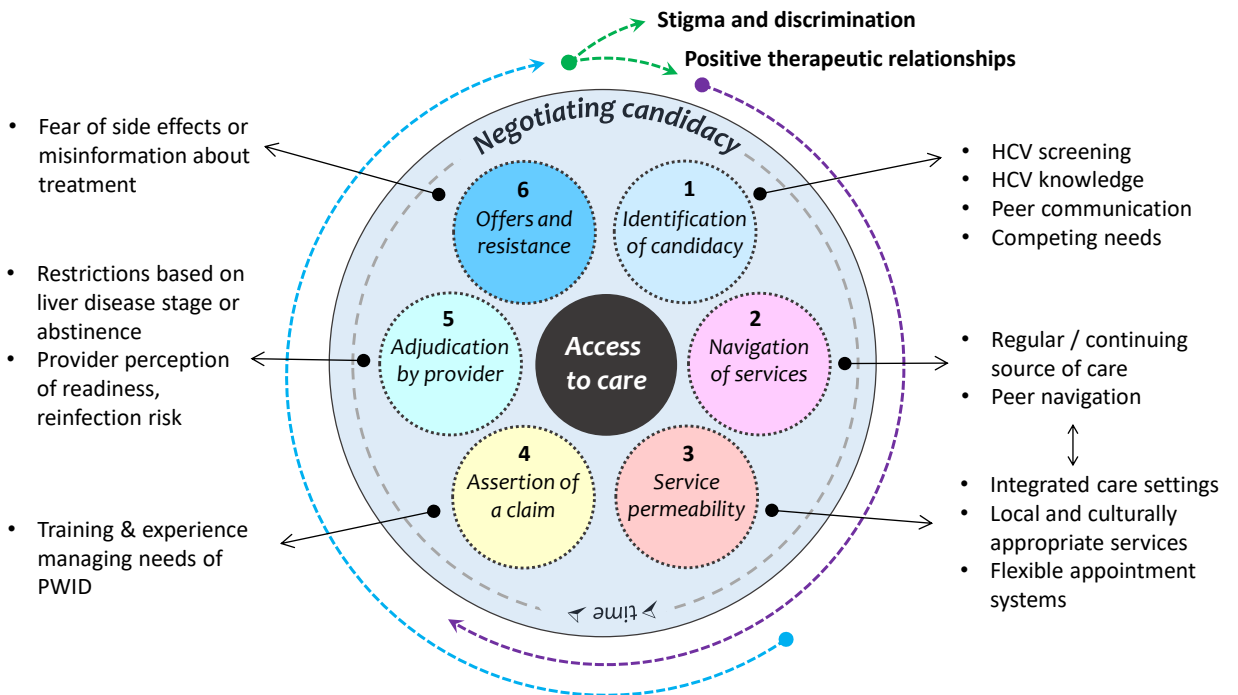 Stigma and discrimination
Positive therapeutic relationships
Negotiating candidacy
• Fear of side effects or
misinformation about
treatment
• Restrictions based on
liver disease stage or
abstinence
• Provider perception
of readiness,
reinfection risk
• Training & experience
managing needs of
PWID
6
Offers and
resistance
1
Identification
of candidacy
5
Adjudication
by provider
Access
to care
2
Navigation
of services
4
Assertion of
a claim
3
Service
permeability
time
• HCV screening
• HCV knowledge
• Peer communication
• Competing needs
• Regular / continuing
source of care
• Peer navigation
• Integrated care settings
• Local and culturally
appropriate services
• Flexible appointment
systems